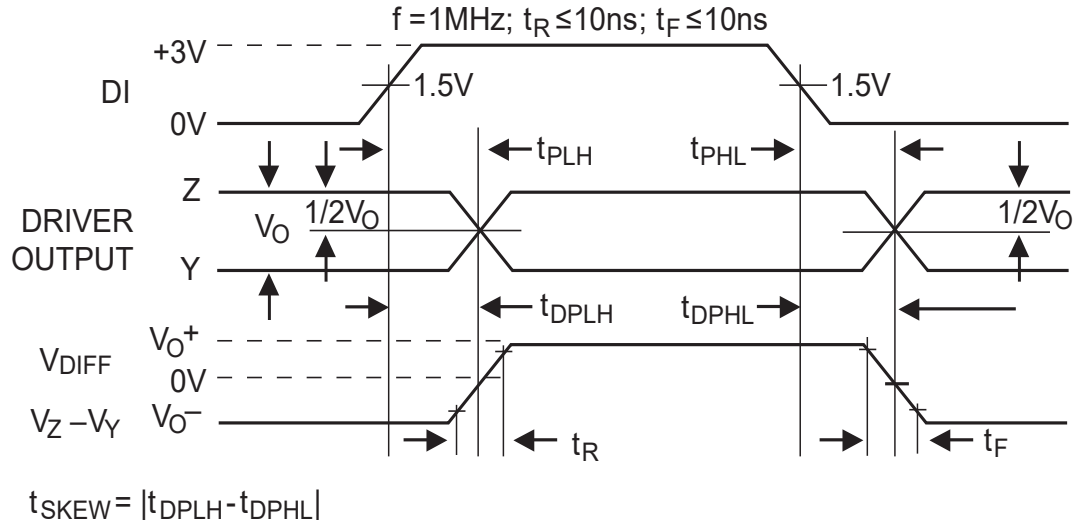 f = 1MHz; tR ≤ 10ns; tF ≤ 10ns
+3V
DI
1.5V
1.5V
0V
tPLH
tPHL
Z
DRIVER OUTPUT
VO
1/2VO
1/2VO
Y
tDPLH
tDPHL
VO+
VDIFF
0V
VZ – VY
VO–
tR
tF
tSKEW = |tDPLH - tDPHL|